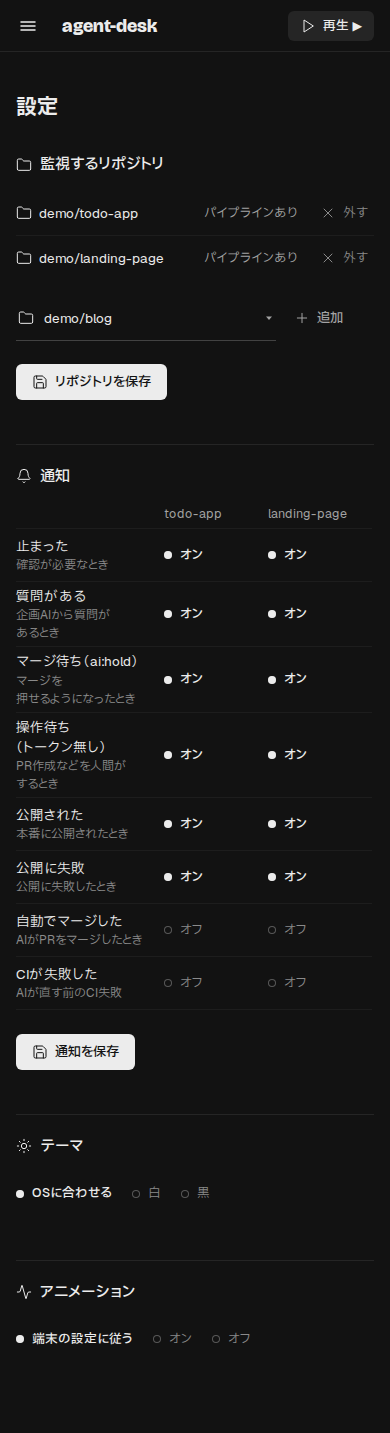 agent-desk
再生 ▶
設定
監視するリポジトリ
demo/todo-app パイプラインあり 外す
demo/landing-page パイプラインあり 外す
demo/blog 追加
リポジトリを保存
通知
todo-app landing-page
止まった
確認が必要なとき
オン オン
質問がある
企画AIから質問が
あるとき
オン オン
マージ待ち（ai:hold）
マージを
押せるようになったとき
オン オン
操作待ち
（トークン無し）
PR作成などを人間が
するとき
オン オン
公開された
本番に公開されたとき
オン オン
公開に失敗
公開に失敗したとき
オン オン
自動でマージした
AIがPRをマージしたとき
オフ オフ
CIが失敗した
AIが直す前のCI失敗
オフ オフ
通知を保存
テーマ
OSに合わせる 白 黒
アニメーション
端末の設定に従う オン オフ